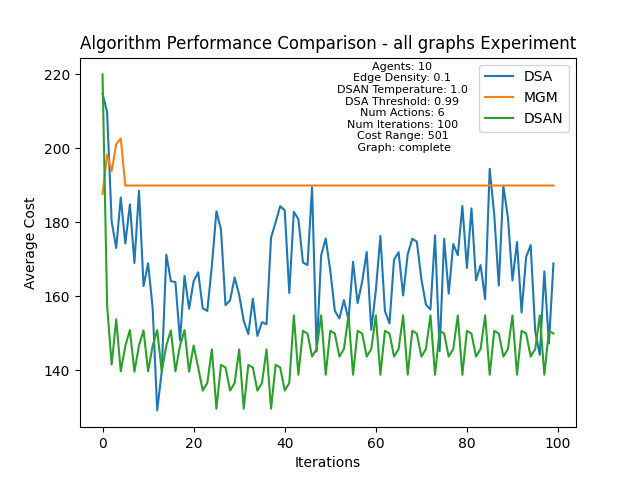 Algorithm Performance Comparison - all graphs Experiment
Agents: 10
Edge Density: 0.1
DSAN Temperature: 1.0
DSA Threshold: 0.99
Num Actions: 6
Num Iterations: 100
Cost Range: 501
Graph: complete
DSA
MGM
DSAN
Average Cost
220
200
180
160
140
0
20
40
60
80
100
Iterations